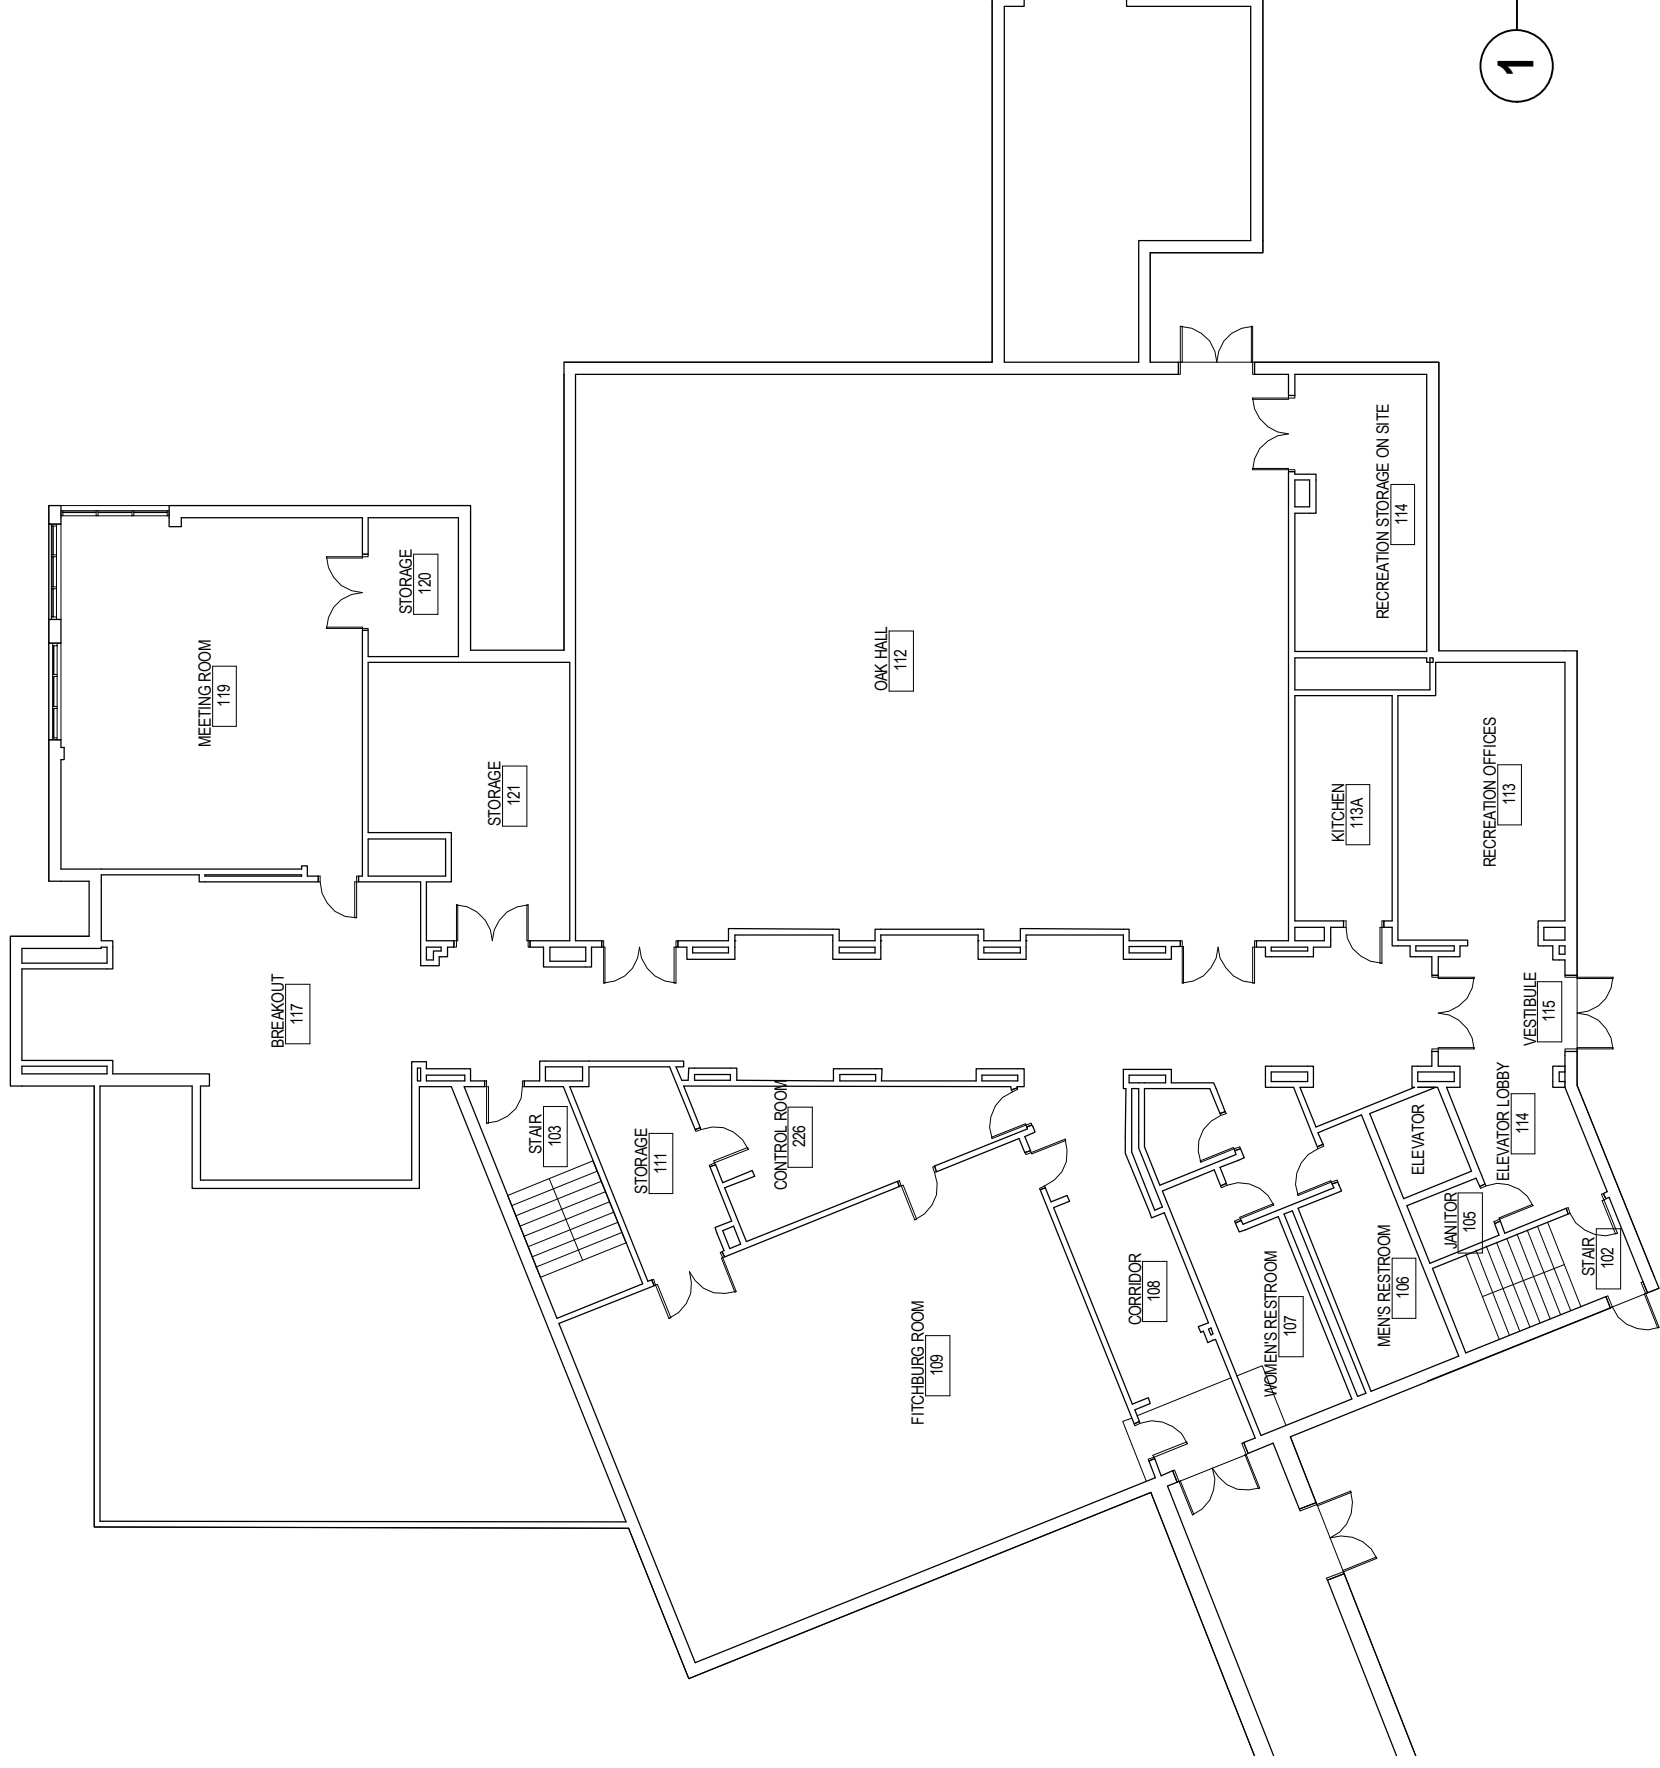 1
MEETING ROOM
119
STORAGE
120
STORAGE
121
BREAKOUT
117
OAK HALL
112
RECREATION STORAGE ON SITE
114
KITCHEN
113A
RECREATION OFFICES
113
VESTIBULE
115
ELEVATOR LOBBY
114
ELEVATOR
JANITOR
105
STAIR
102
MEN'S RESTROOM
106
WOMEN'S RESTROOM
107
CORRIDOR
108
CONTROL ROOM
226
STORAGE
111
STAIR
103
FITCHBURG ROOM
109